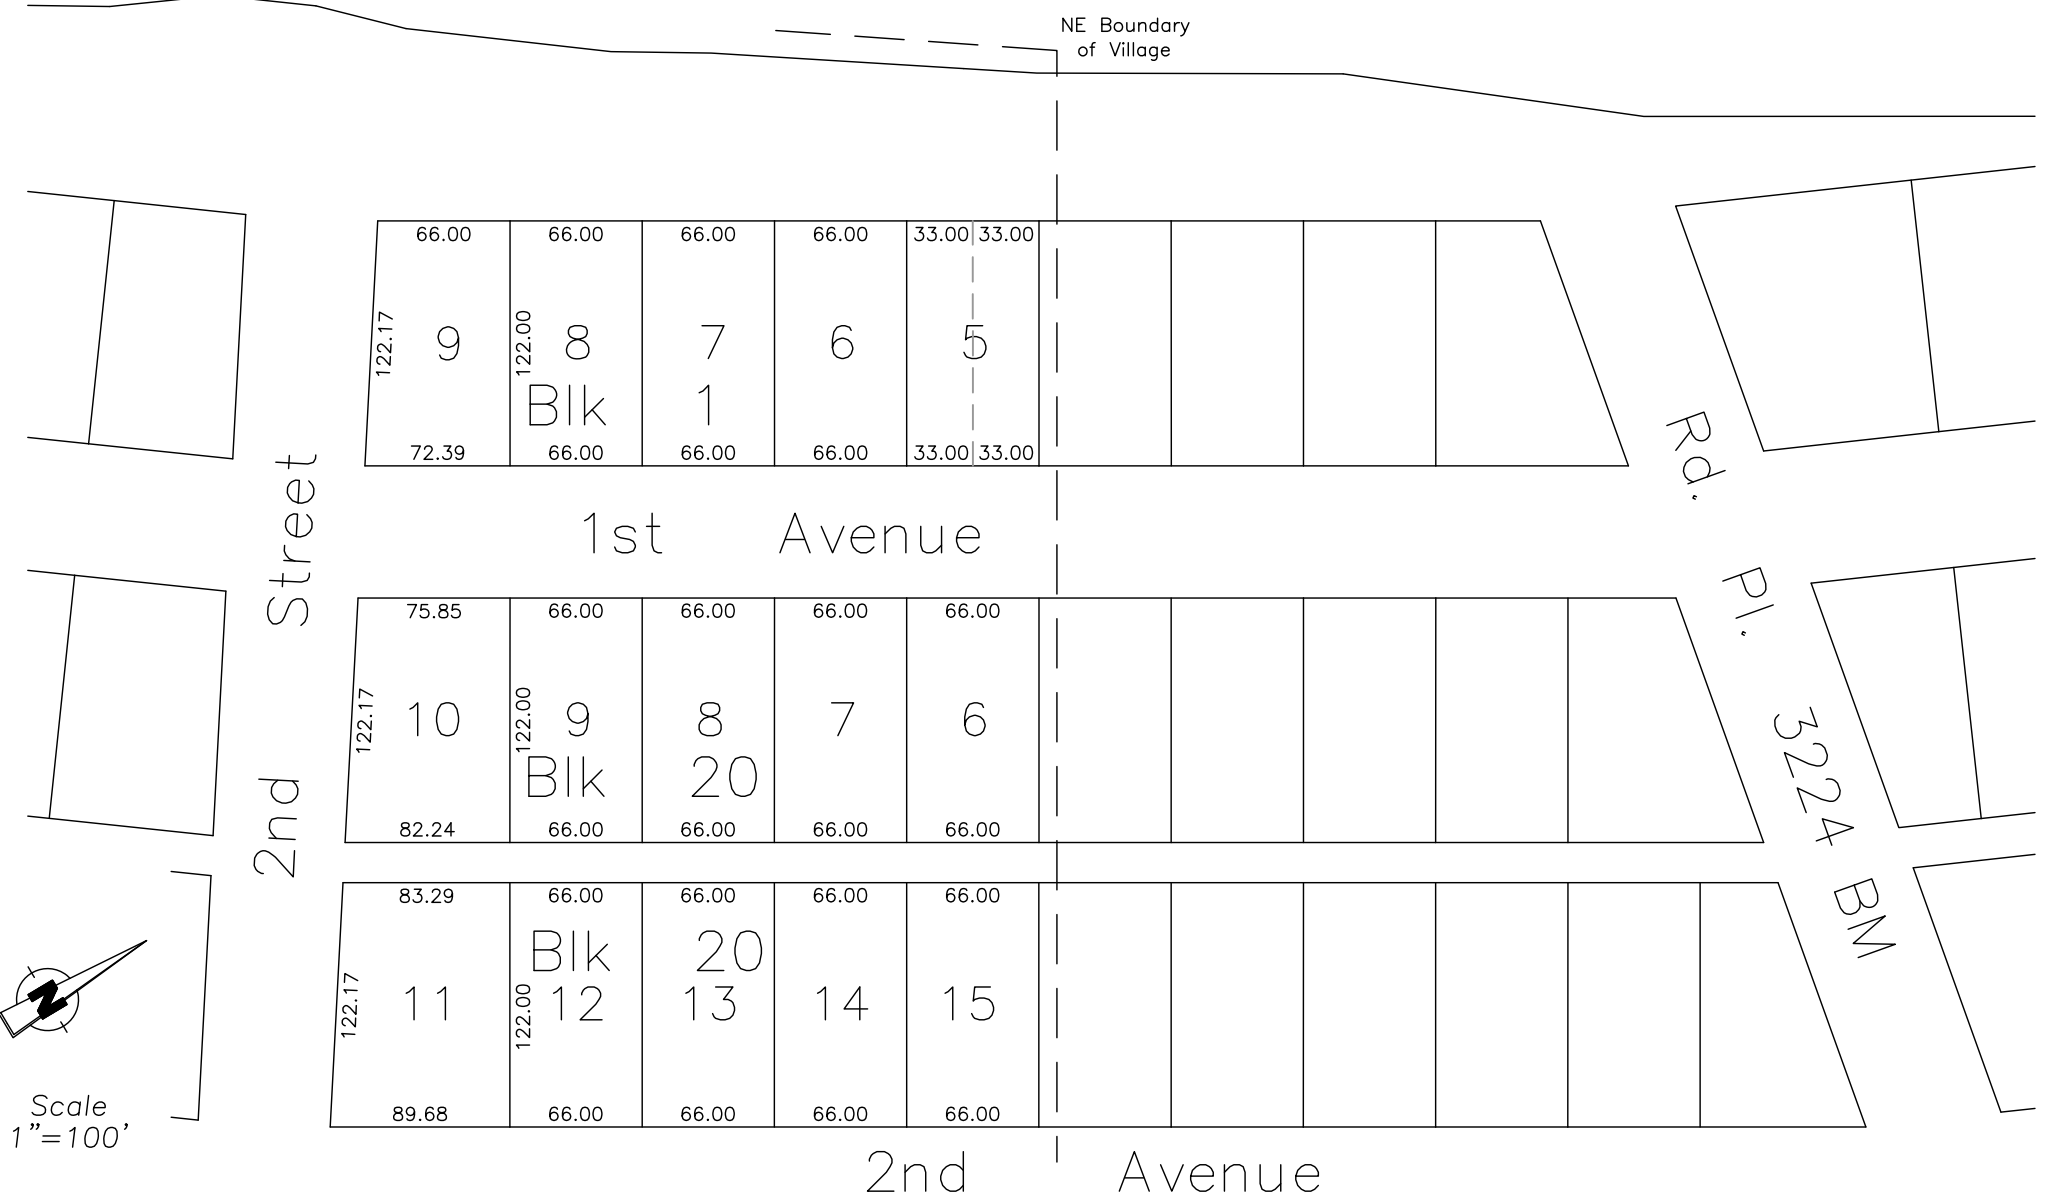 NE Boundary
of Village
66.00 66.00 66.00 66.00 33.00 33.00
122.17 9 122.00 8 7 6 5
Blk 1
72.39 66.00 66.00 66.00 33.00 33.00
1st Avenue
2nd Street
Rd. Pl. 3224 BM
75.85 66.00 66.00 66.00 66.00
122.17 10 122.00 9 8 7 6
Blk 20
82.24 66.00 66.00 66.00 66.00
83.29 66.00 66.00 66.00 66.00
Blk 20
122.17 11 122.00 12 13 14 15
89.68 66.00 66.00 66.00 66.00
N
Scale
1"=100'
2nd Avenue